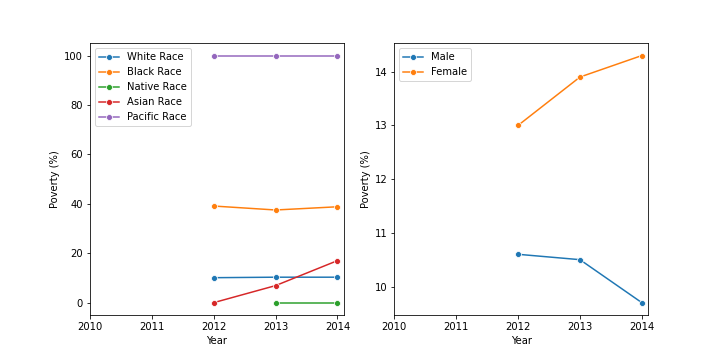 100
80
60
40
20
0
Poverty (%)
2010 2011 2012 2013 2014
Year
White Race
Black Race
Native Race
Asian Race
Pacific Race
14
13
12
11
10
Poverty (%)
2010 2011 2012 2013 2014
Year
Male
Female